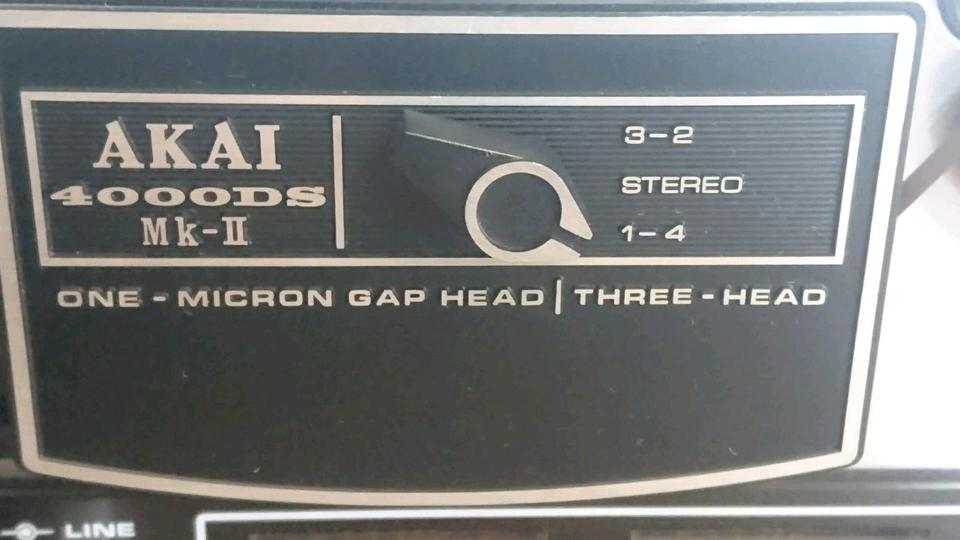 AKAI
4000DS
Mk-II
3-2
STEREO
1-4
ONE-MICRON GAP HEAD | THREE-HEAD
LINE